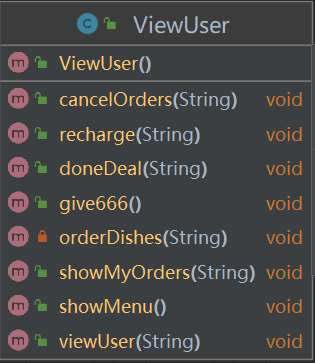 C ViewUser
m ViewUser()
m cancelOrders(String) void
m recharge(String) void
m doneDeal(String) void
m give666() void
m orderDishes(String) void
m showMyOrders(String) void
m showMenu() void
m viewUser(String) void